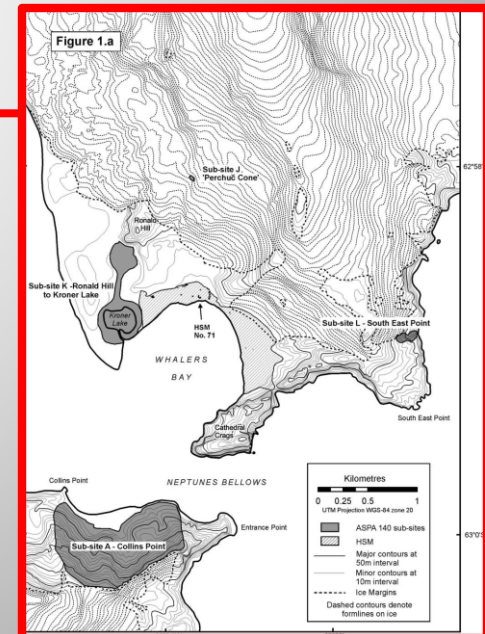 Figure 1.a
62°58'
Sub-site J
'Perchuč Cone'
Ronald
Hill
Sub-site K -Ronald Hill
to Kroner Lake
Kroner
Lake
HSM
No. 71
Sub-site L - South East Point
WHALERS
BAY
South East Point
Cathedral
Crags
Collins Point
NEPTUNES BELLOWS
Entrance Point
Sub-site A - Collins Point
63°0'S
Kilometres
0 0.25 0.5 1
UTM Projection WGS-84 zone 20
ASPA 140 sub-sites
HSM
Major contours at
50m interval
Minor contours at
10m interval
Ice Margins
Dashed contours denote
formlines on ice